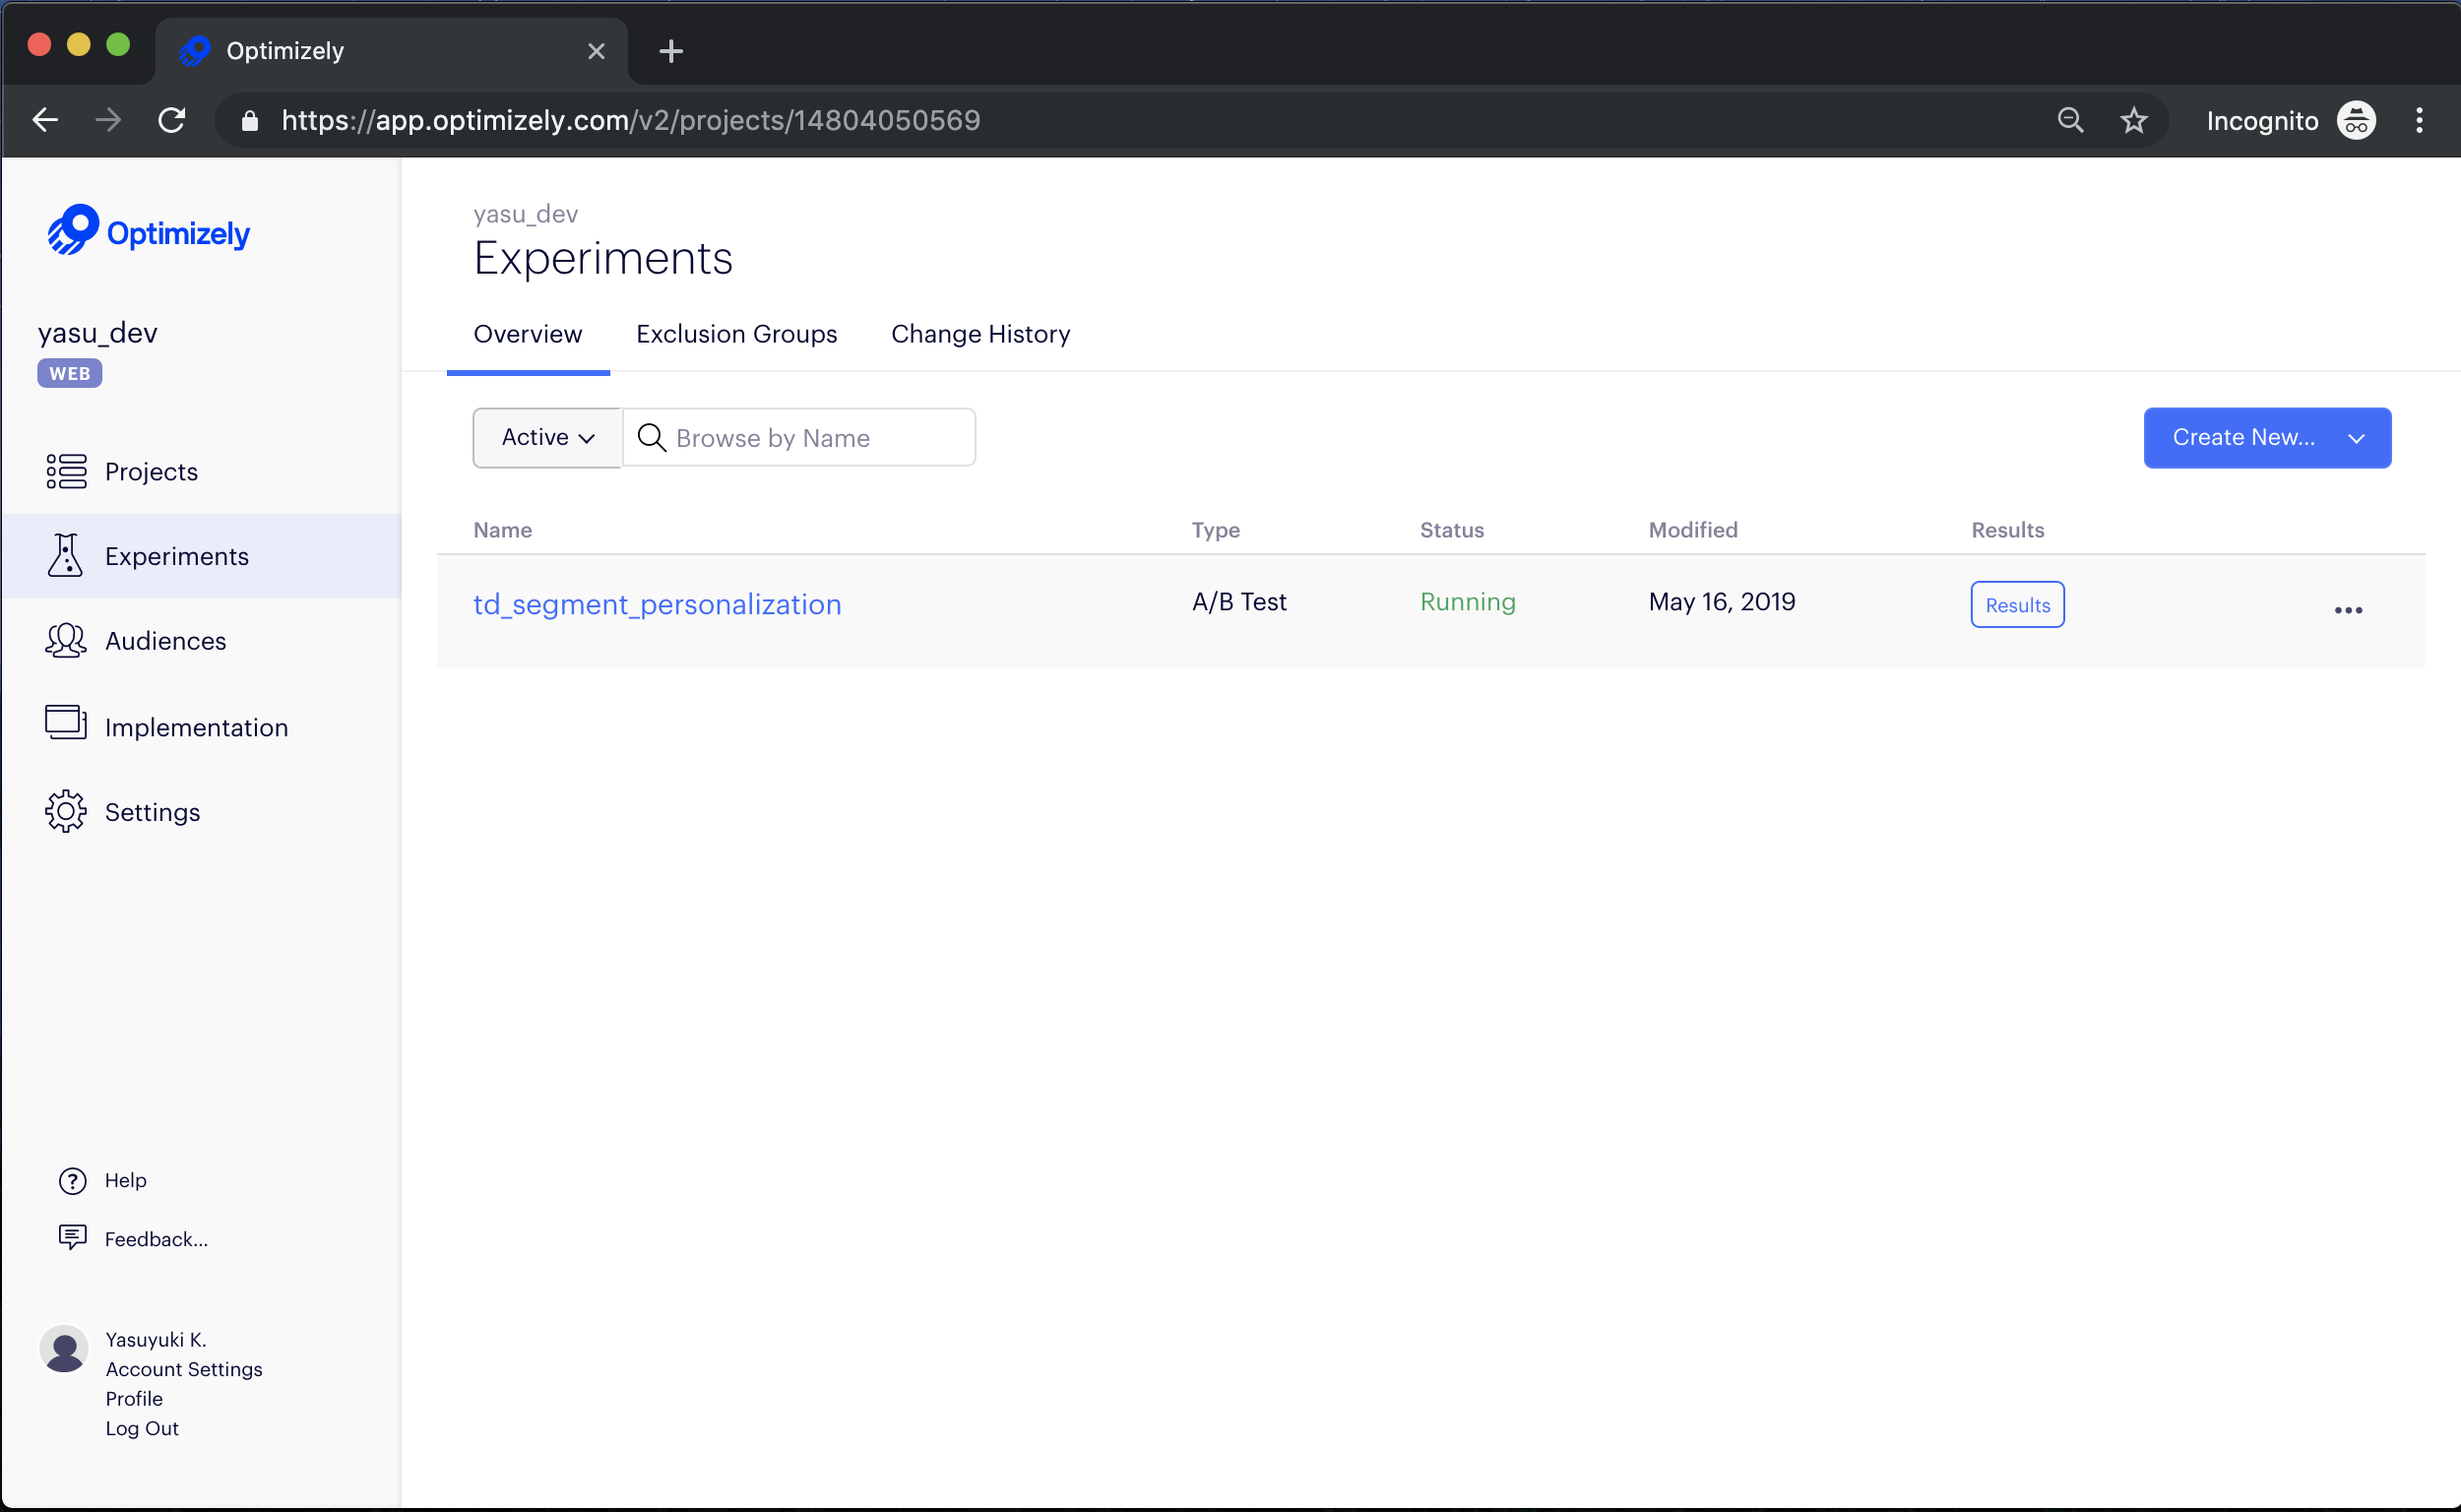 Optimizely
https://app.optimizely.com/v2/projects/14804050569
Incognito
Optimizely
yasu_dev
WEB
Projects
Experiments
Audiences
Implementation
Settings
Help
Feedback...
Yasuyuki K.
Account Settings
Profile
Log Out
yasu_dev
Experiments
Overview Exclusion Groups Change History
Active Browse by Name Create New...
Name Type Status Modified Results
td_segment_personalization A/B Test Running May 16, 2019 Results